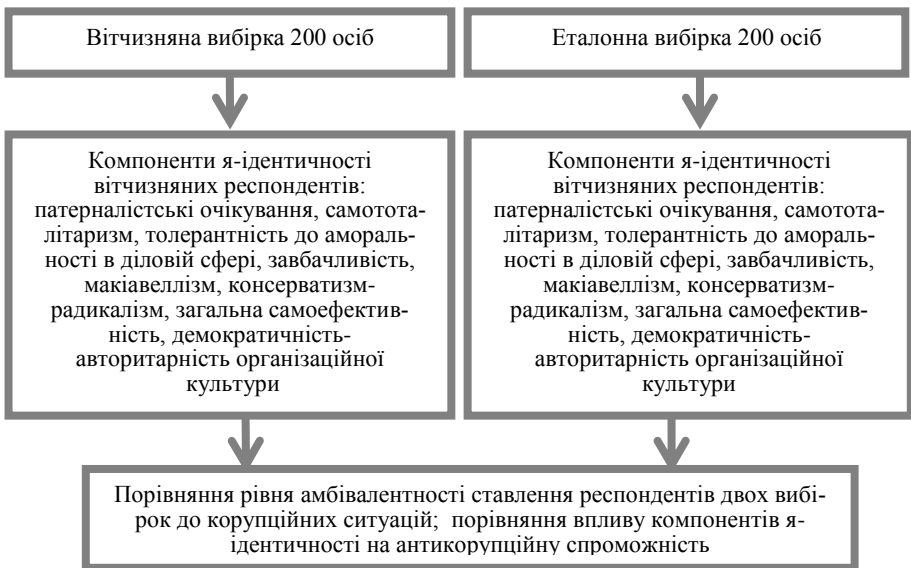 Вітчизняна вибірка 200 осіб
Еталонна вибірка 200 осіб
Компоненти я-ідентичності
вітчизняних респондентів:
патерналістські очікування, самотота-
літаризм, толерантність до амораль-
ності в діловій сфері, завбачливість,
макіавеллізм, консерватизм-
радикалізм, загальна самоефектив-
ність, демократичність-
авторитарність організаційної
культури
Компоненти я-ідентичності
вітчизняних респондентів:
патерналістські очікування, самотота-
літаризм, толерантність до амораль-
ності в діловій сфері, завбачливість,
макіавеллізм, консерватизм-
радикалізм, загальна самоефектив-
ність, демократичність-
авторитарність організаційної
культури
Порівняння рівня амбівалентності ставлення респондентів двох вибі-
рок до корупційних ситуацій; порівняння впливу компонентів я-
ідентичності на антикорупційну спроможність